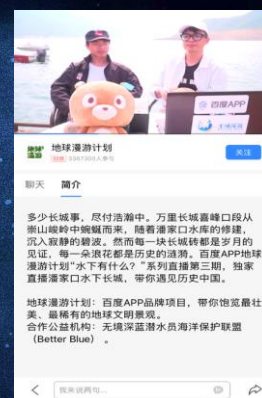 百度APP
地球漫游计划
关注
聊天 简介
多少长城事，尽付浩瀚中。万里长城喜峰口段从
崇山峻岭中蜿蜒而来，随着潘家口水库的修建，
沉入寂静的碧波。然而每一块长城砖都是岁月的
见证，每一朵浪花都是历史的涟漪。百度APP地球
漫游计划“水下有什么？”系列直播第三期，独家
直播潘家口水下长城，带你遇见历史中国。
地球漫游计划：百度APP品牌项目，带你饱览最壮
美、最稀有的地球文明景观。
合作公益机构：无境深蓝潜水员海洋保护联盟
（Better Blue）。
我来说两句...